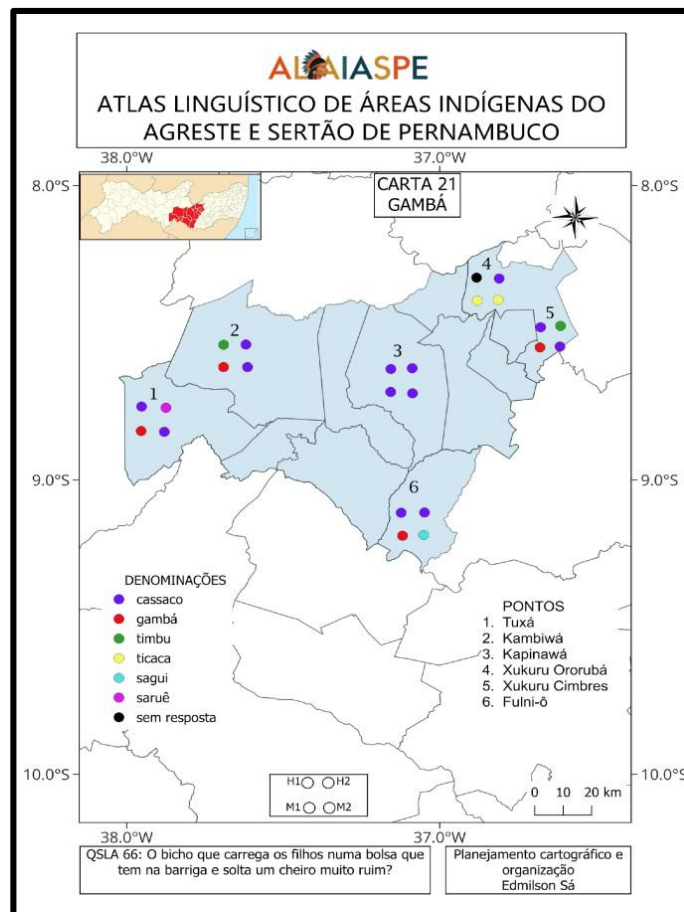 ALAIASPE
ATLAS LINGUÍSTICO DE ÁREAS INDÍGENAS DO
AGRESTE E SERTÃO DE PERNAMBUCO
38.0°W 37.0°W
8.0°S 8.0°S
CARTA 21
GAMBÁ
4
5
2
3
1
9.0°S 9.0°S
6
DENOMINAÇÕES
cassaco
gambá
timbu
ticaca
sagui
saruê
sem resposta
PONTOS
1. Tuxá
2. Kambiwá
3. Kapinawá
4. Xukuru Ororubá
5. Xukuru Cimbres
6. Fulni-ô
10.0°S 10.0°S
H1 H2
M1 M2
0 10 20 km
38.0°W 37.0°W
QSLA 66: O bicho que carrega os filhos numa bolsa que
tem na barriga e solta um cheiro muito ruim?
Planejamento cartográfico e
organização
Edmilson Sá